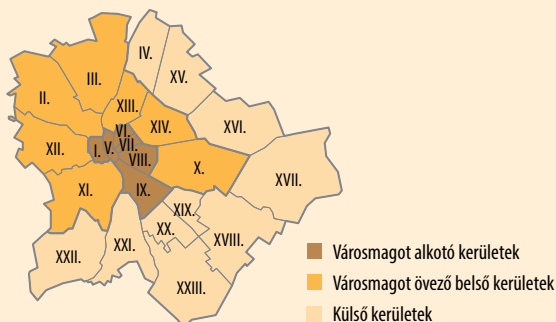 IV.
III.
XV.
II.
XIII.
XVI.
VI.
XIV.
XII.
I.
V.
VII.
VIII.
X.
XVII.
XI.
IX.
XIX.
XX.
XXI.
XVIII.
XXII.
XXIII.
Városmagot alkotó kerületek
Városmagot övező belső kerületek
Külső kerületek